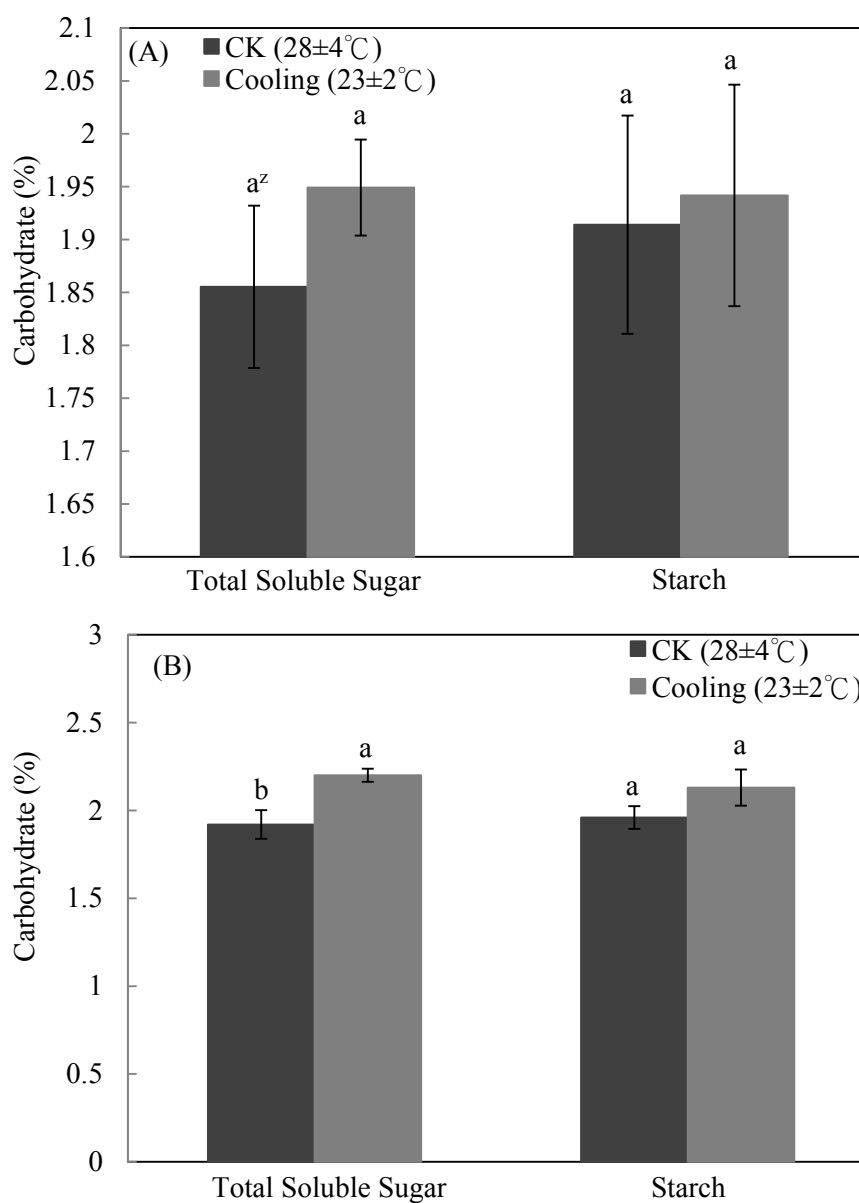 (A)
CK (28±4℃)
Cooling (23±2℃)
Carbohydrate (%)
2.1
2.05
2
1.95
1.9
1.85
1.8
1.75
1.7
1.65
1.6
aᶻ
a
a
a
Total Soluble Sugar
Starch
(B)
CK (28±4℃)
Cooling (23±2℃)
Carbohydrate (%)
3
2.5
2
1.5
1
0.5
0
b
a
a
a
Total Soluble Sugar
Starch